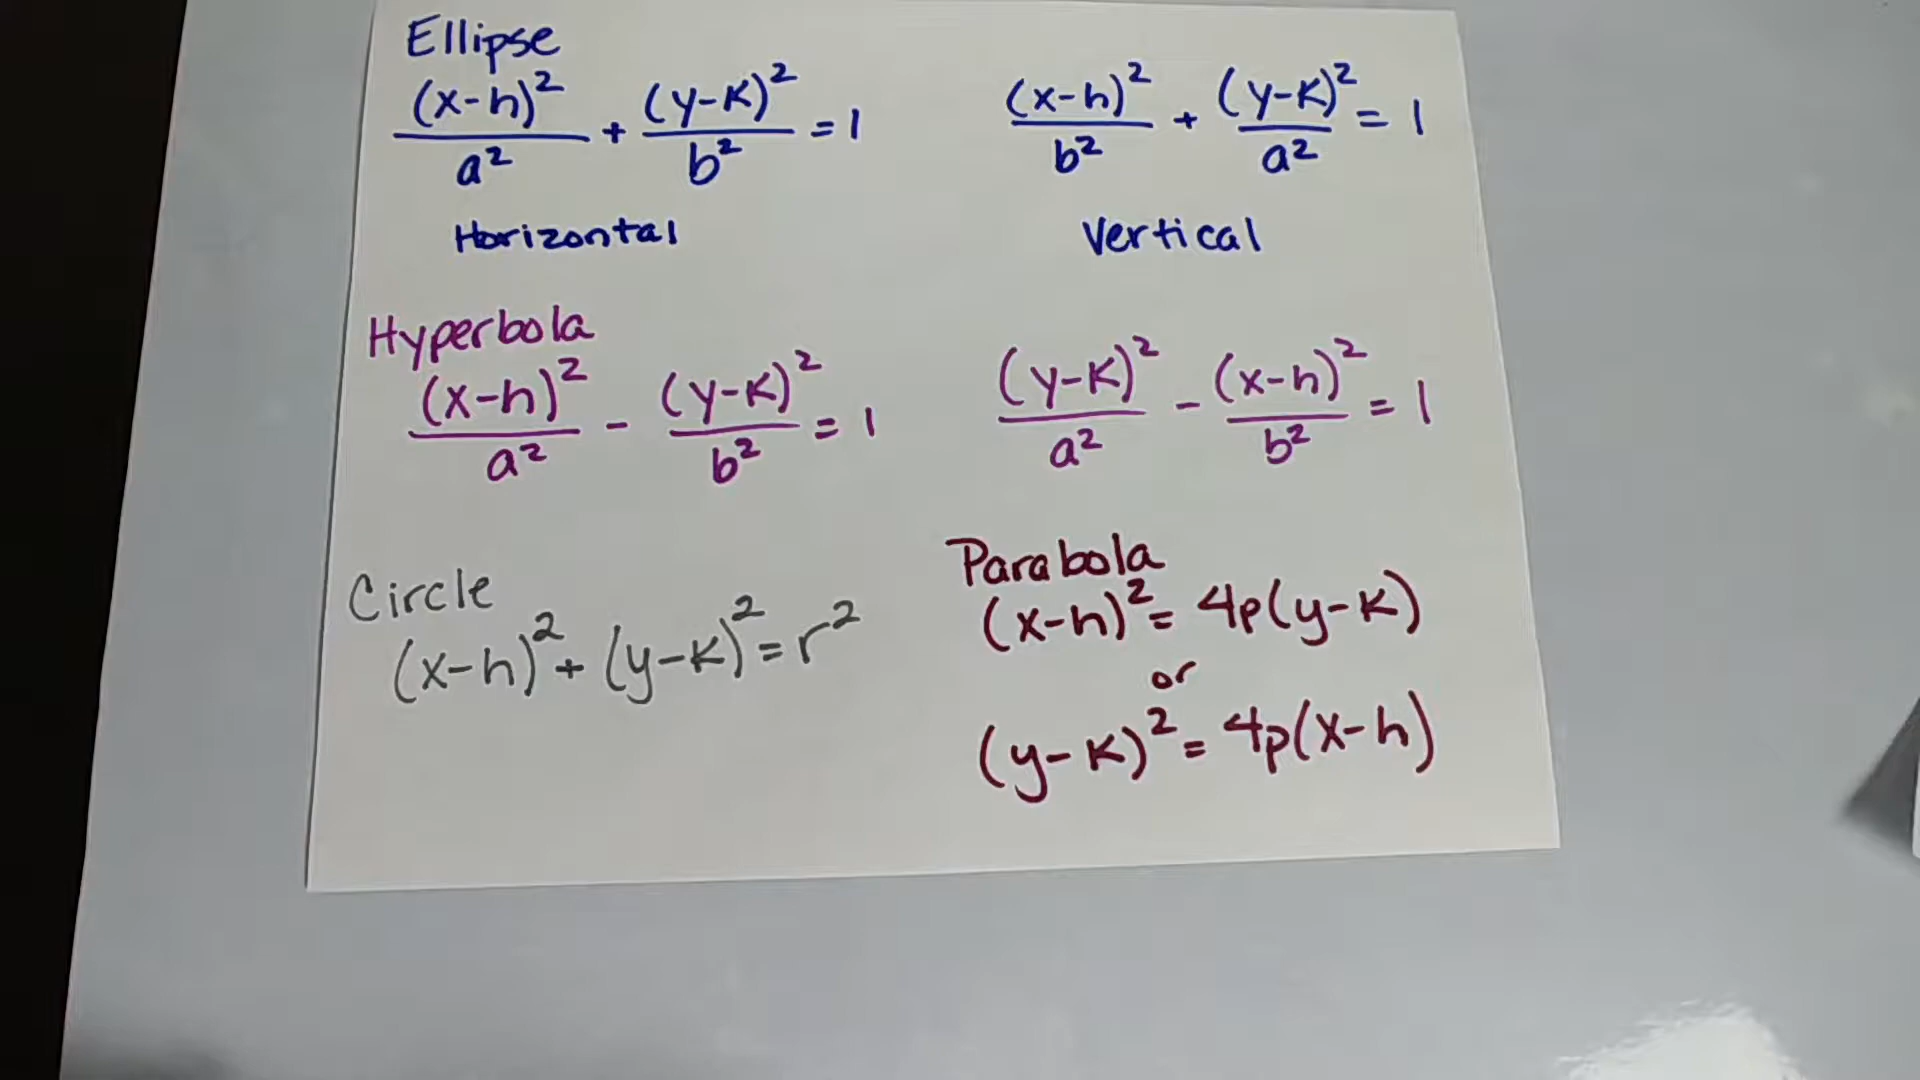 Ellipse
(x-h)²/a² + (y-k)²/b² = 1
(x-h)²/b² + (y-k)²/a² = 1
Horizontal
Vertical
Hyperbola
(x-h)²/a² - (y-k)²/b² = 1
(y-k)²/a² - (x-h)²/b² = 1
Circle
(x-h)² + (y-k)² = r²
Parabola
(x-h)² = 4p(y-k)
or
(y-k)² = 4p(x-h)